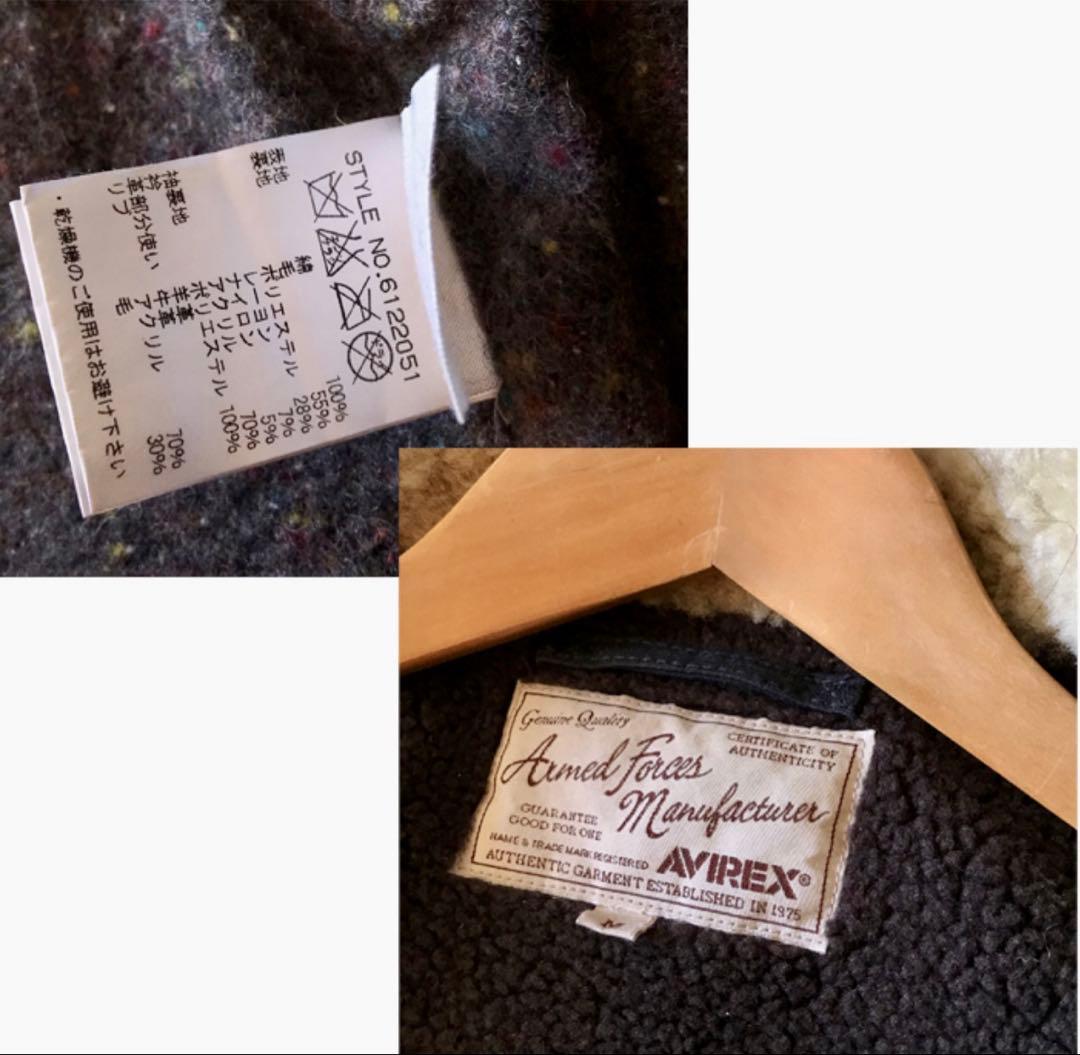 STYLE NO.6122051
ドライ
表地 綿 100%
裏地 毛 55%
ポリエステル 28%
レーヨン 7%
ナイロン 5%
アクリル 70%
袖裏地 ポリエステル 100%
衿 羊革
革部分使い 牛革
リブ アクリル 70%
毛 30%
・乾燥機のご使用はお避け下さい
Genuine Quality
CERTIFICATE OF
AUTHENTICITY
Armed Forces
Manufacturer
GUARANTEE
GOOD FOR ONE
NAME & TRADE MARK REGISTERED
AVIREX®
AUTHENTIC GARMENT ESTABLISHED IN 1975